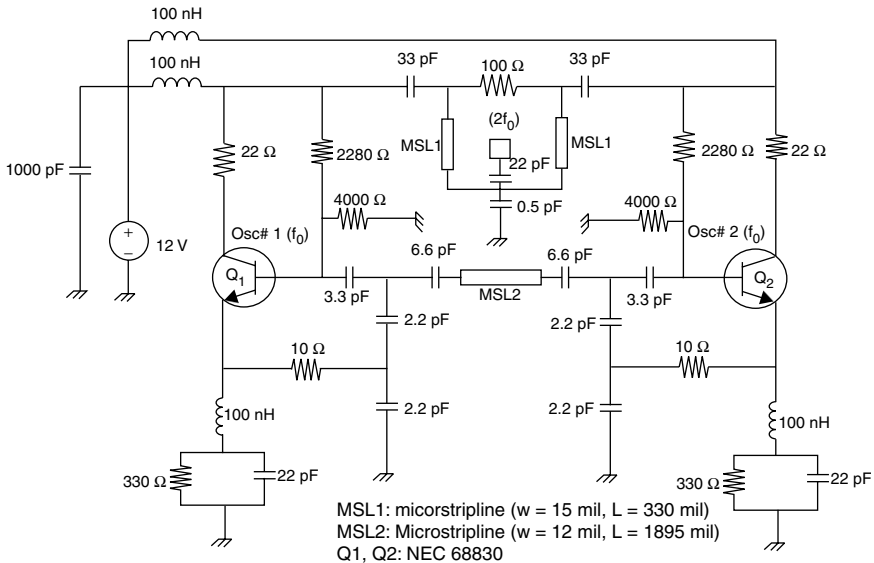 100 nH
100 nH
33 pF
100 Ω
33 pF
(2f₀)
MSL1
MSL1
22 pF
0.5 pF
22 Ω
2280 Ω
2280 Ω
22 Ω
1000 pF
4000 Ω
4000 Ω
+
−
12 V
Osc# 1 (f₀)
Osc# 2 (f₀)
Q₁
Q₂
3.3 pF
6.6 pF
MSL2
6.6 pF
3.3 pF
2.2 pF
2.2 pF
10 Ω
10 Ω
2.2 pF
2.2 pF
100 nH
100 nH
330 Ω
22 pF
330 Ω
22 pF
MSL1: micorstripline (w = 15 mil, L = 330 mil)
MSL2: Microstripline (w = 12 mil, L = 1895 mil)
Q1, Q2: NEC 68830